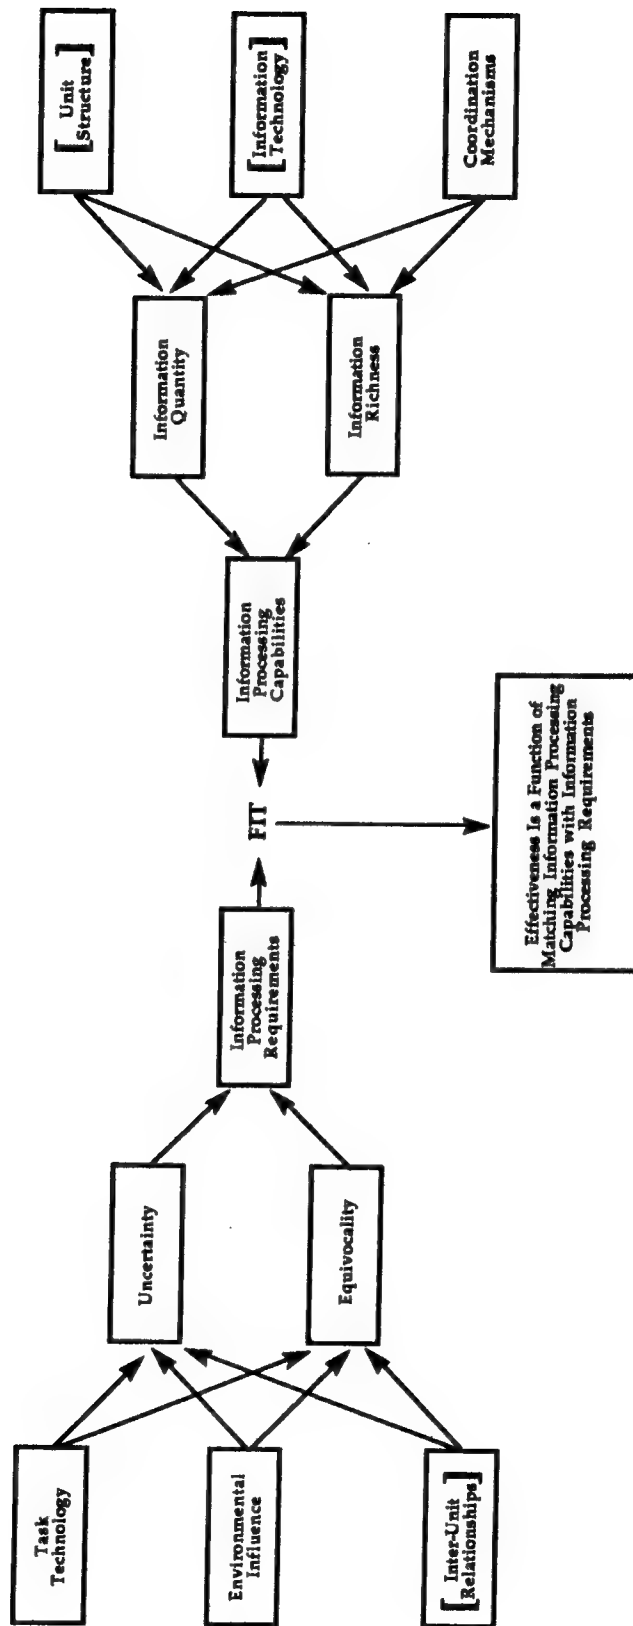 Task
Technology
Environmental
Influence
[Inter-Unit
Relationships]
Uncertainty
Equivocality
Information
Processing
Requirements
FIT
Effectiveness Is a Function of
Matching Information Processing
Capabilities with Information
Processing Requirements
Information
Processing
Capabilities
Information
Quantity
Information
Richness
[Unit
Structure]
[Information
Technology]
Coordination
Mechanisms